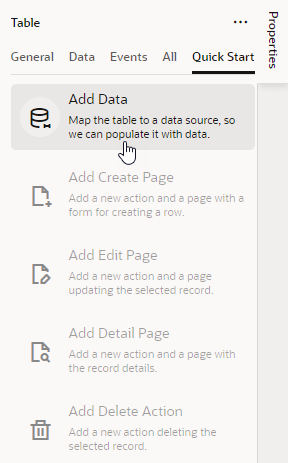 Table
General Data Events All Quick Start
Properties
Add Data
Map the table to a data source, so
we can populate it with data.
Add Create Page
Add a new action and a page with a
form for creating a row.
Add Edit Page
Add a new action and a page
updating the selected record.
Add Detail Page
Add a new action and a page with
the record details.
Add Delete Action
Add a new action deleting the
selected record.